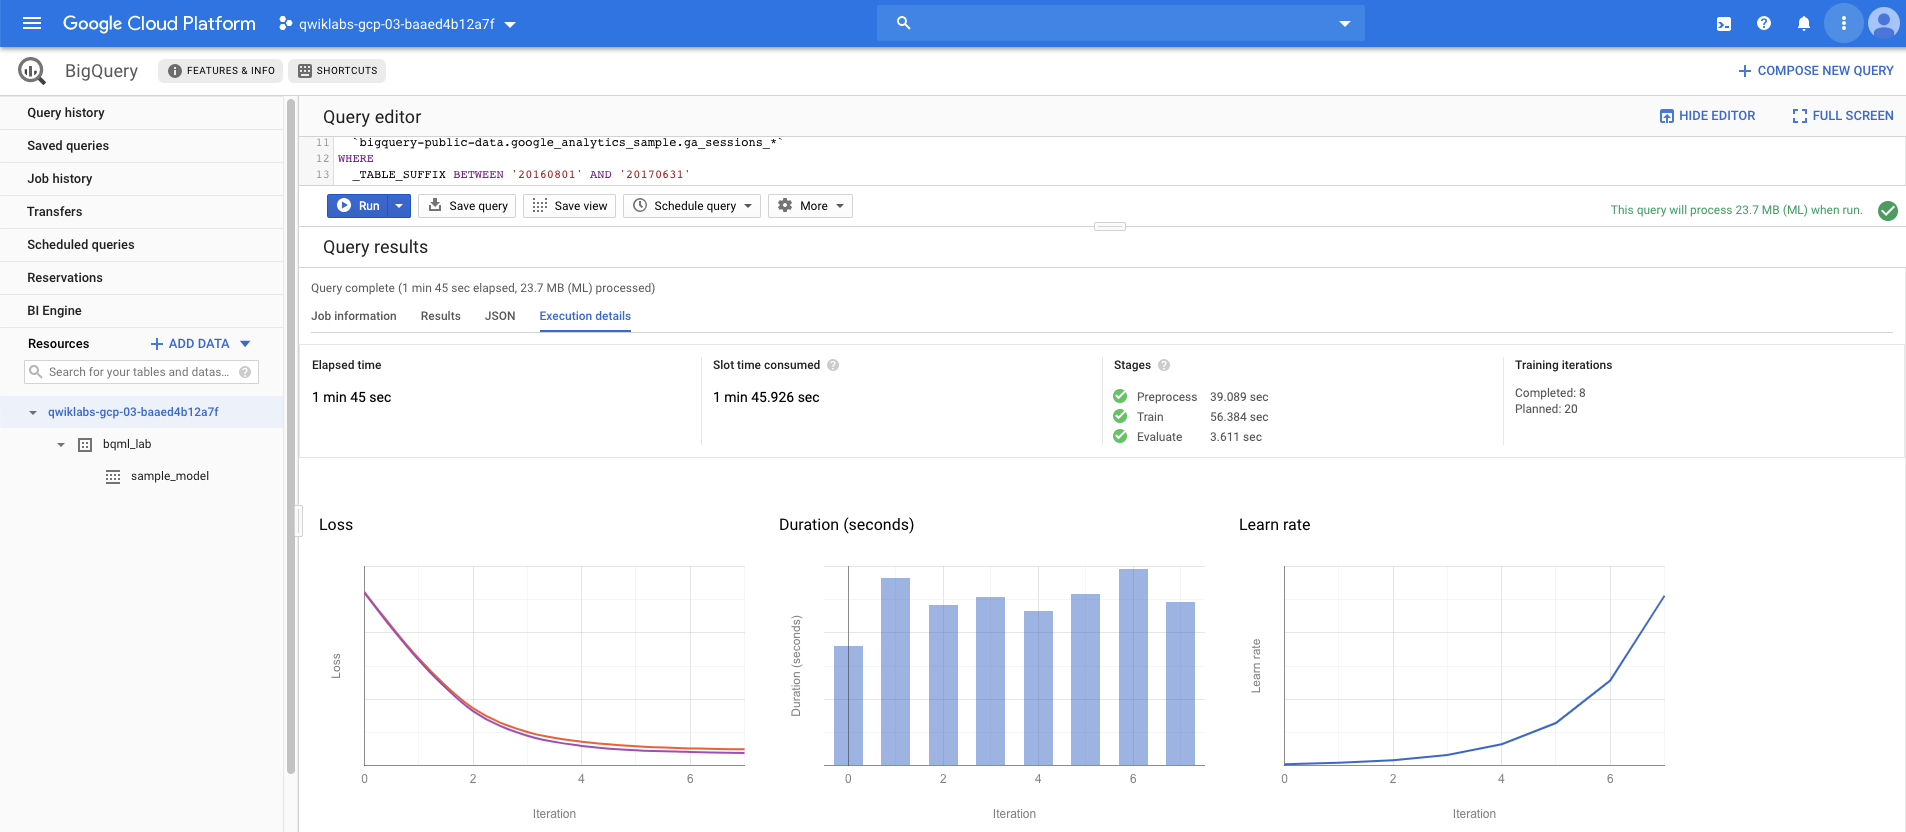 Google Cloud Platform qwiklabs-gcp-03-baaed4b12a7f
BigQuery FEATURES & INFO SHORTCUTS COMPOSE NEW QUERY
Query history
Saved queries
Job history
Transfers
Scheduled queries
Reservations
BI Engine
Resources ADD DATA
Search for your tables and datas...
qwiklabs-gcp-03-baaed4b12a7f
bqml_lab
sample_model
Query editor HIDE EDITOR FULL SCREEN
11 `bigquery-public-data.google_analytics_sample.ga_sessions_*`
12 WHERE
13 _TABLE_SUFFIX BETWEEN '20160801' AND '20170631'
Run Save query Save view Schedule query More
This query will process 23.7 MB (ML) when run.
Query results
Query complete (1 min 45 sec elapsed, 23.7 MB (ML) processed)
Job information Results JSON Execution details
Elapsed time
1 min 45 sec
Slot time consumed
1 min 45.926 sec
Stages
Preprocess 39.089 sec
Train 56.384 sec
Evaluate 3.611 sec
Training iterations
Completed: 8
Planned: 20
Loss
Loss
0 2 4 6
Iteration
Duration (seconds)
Duration (seconds)
0 2 4 6
Iteration
Learn rate
Learn rate
0 2 4 6
Iteration